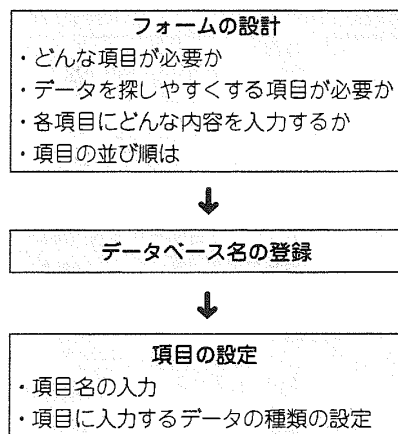 フォームの設計
・どんな項目が必要か
・データを探しやすくする項目が必要か
・各項目にどんな内容を入力するか
・項目の並び順は
データベース名の登録
項目の設定
・項目名の入力
・項目に入力するデータの種類の設定